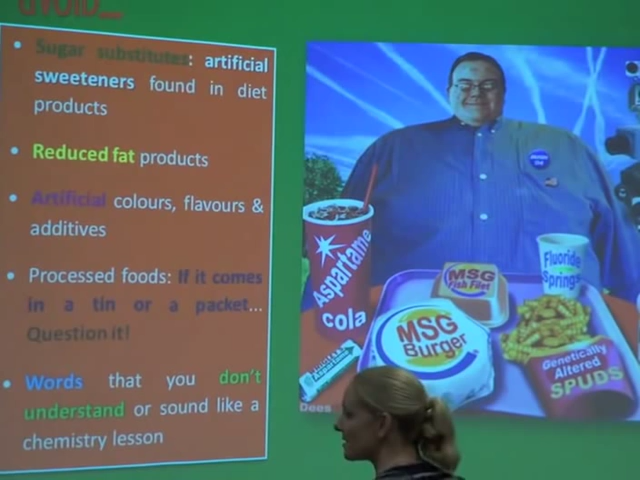 AVOID...
• Sugar substitutes: artificial
sweeteners found in diet
products
• Reduced fat products
• Artificial colours, flavours &
additives
• Processed foods: If it comes
in a tin or a packet...
Question it!
• Words that you don't
understand or sound like a
chemistry lesson
Aspartame
cola
MSG
Fish Filet
Fluoride
Springs
MSG
Burger
Genetically
Altered
SPUDS
Dees